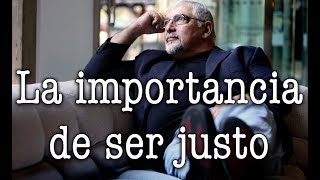 La importancia
de ser justo